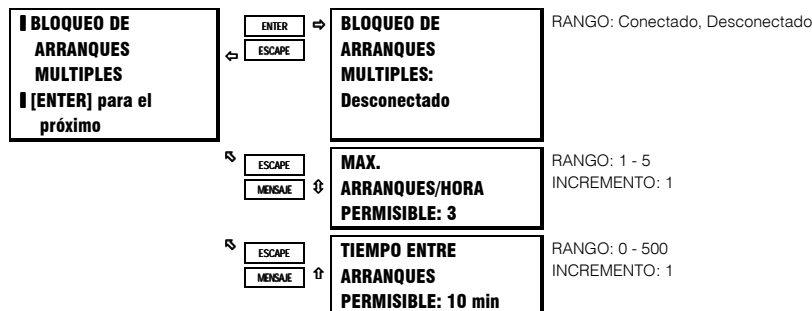 ▌BLOQUEO DE
ARRANQUES
MULTIPLES
▌[ENTER] para el
próximo
ENTER
ESCAPE
BLOQUEO DE
ARRANQUES
MULTIPLES:
Desconectado
RANGO: Conectado, Desconectado
ESCAPE
MENSAJE
MAX.
ARRANQUES/HORA
PERMISIBLE: 3
RANGO: 1 - 5
INCREMENTO: 1
ESCAPE
MENSAJE
TIEMPO ENTRE
ARRANQUES
PERMISIBLE: 10 min
RANGO: 0 - 500
INCREMENTO: 1